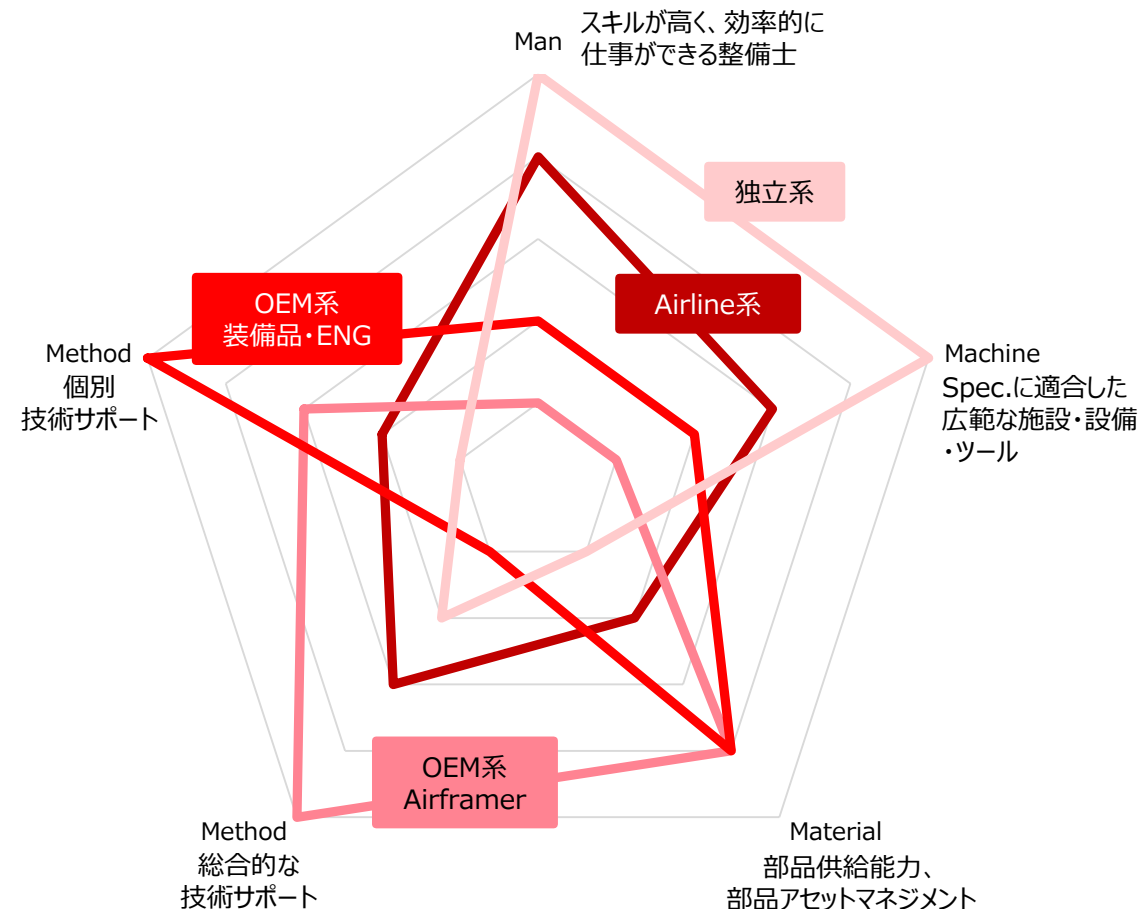 Man
スキルが高く、効率的に
仕事ができる整備士
独立系
OEM系
装備品・ENG
Airline系
Method
個別
技術サポート
Machine
Spec.に適合した
広範な施設・設備
・ツール
OEM系
Airframer
Method
総合的な
技術サポート
Material
部品供給能力、
部品アセットマネジメント